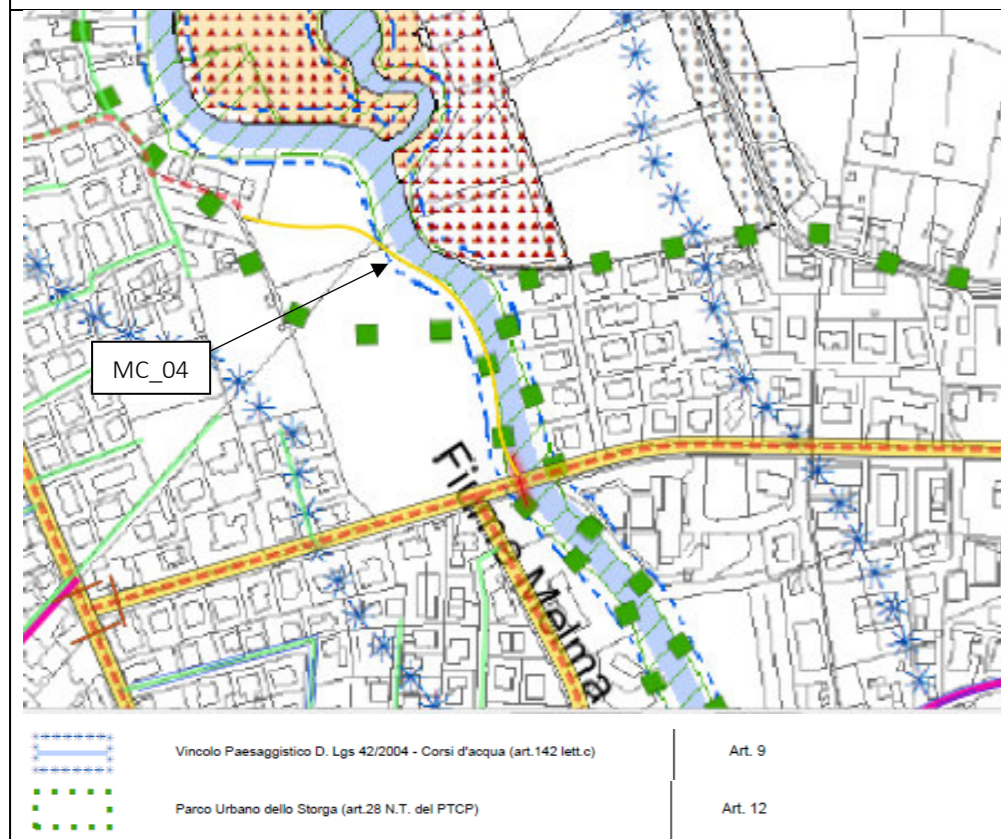 MC_04
Fiume Melma
Vincolo Paesaggistico D. Lgs 42/2004 - Corsi d'acqua (art.142 lett.c)
Art. 9
Parco Urbano dello Storga (art.28 N.T. del PTCP)
Art. 12